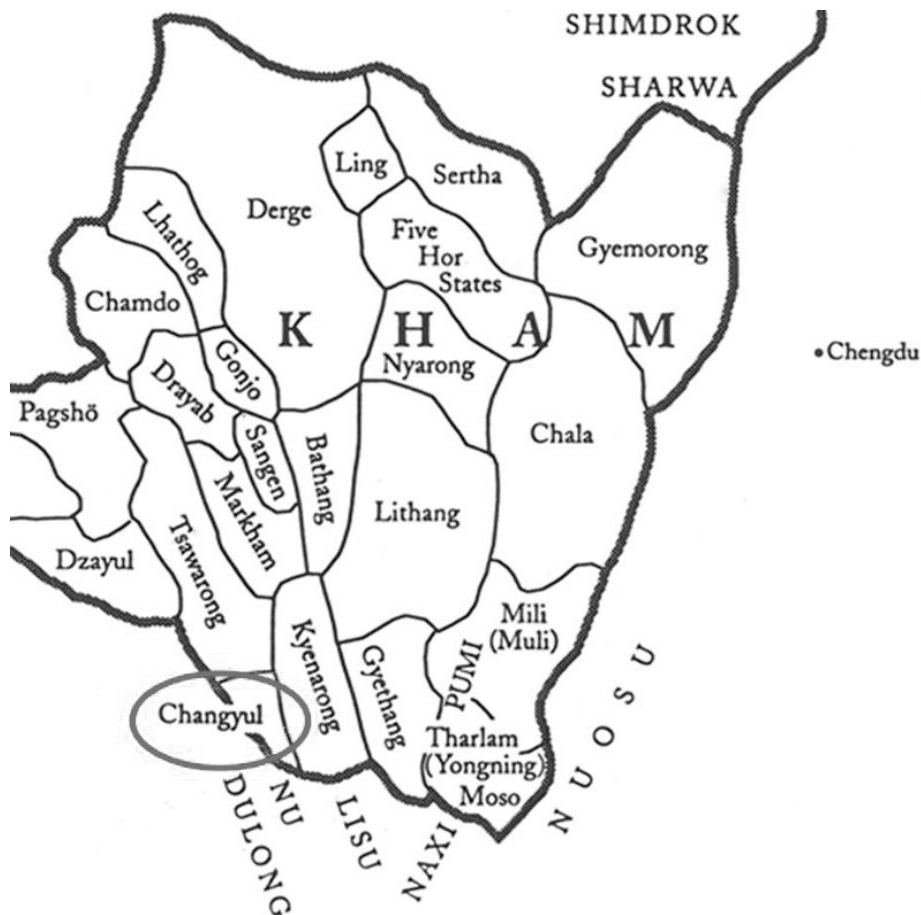 SHIMDROK
SHARWA
Ling
Sertha
Derge
Lhathog
Five
Hor
States
Gyemorong
Chamdo
K H A M
Gonjo
Nyarong
Chengdu
Drayab
Pagshö
Sangen
Bathang
Chala
Markham
Lithang
Tsawarong
Dzayul
Mili
(Muli)
Kyenarong
Gyethang
PUMI
Changyul
Tharlam
(Yongning)
Moso
NUOSU
DULONG
NU
LISU
NAXI